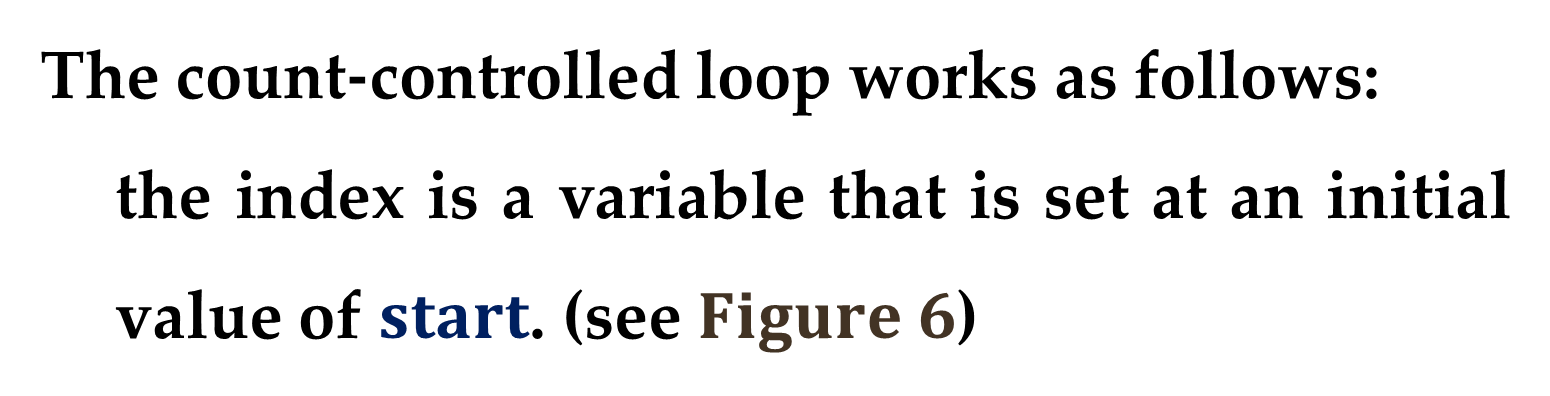 The count-controlled loop works as follows:
the index is a variable that is set at an initial
value of start. (see Figure 6)